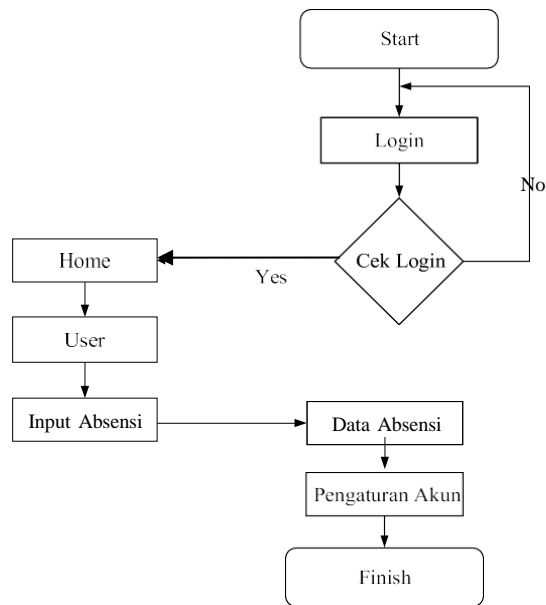 Start
Login
No
Cek Login
Yes
Home
User
Input Absensi
Data Absensi
Pengaturan Akun
Finish